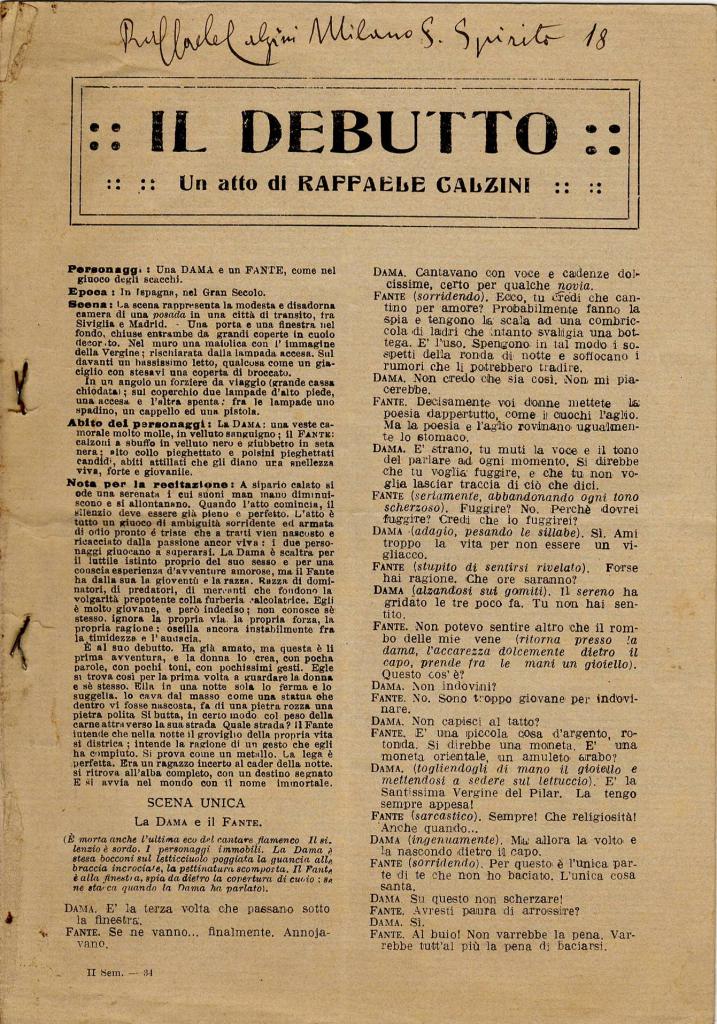 Raffaele Calzini Milano S. Spirito 18
IL DEBUTTO
Un atto di RAFFAELE CALZINI
Personaggi : Una DAMA e un FANTE, come nel
giuoco degli scacchi.
Epoca : In Ispagna, nel Gran Secolo.
Scena : La scena rappresenta la modesta e disadorna
camera di una posada in una città di transito, fra
Siviglia e Madrid. - Una porta e una finestra nel
fondo, chiuse entrambe da grandi coperte in cuoio
decorato. Nel muro una maiolica con l'immagine
della Vergine ; rischiarata dalla lampada accesa. Sul
davanti un bassissimo letto, qualcosa come un gia-
ciglio con stesavi una coperta di broccato.
In un angolo un forziere da viaggio (grande cassa
chiodata) ; sul coperchio due lampade d'alto piede,
una accesa e l'altra spenta : fra le lampade uno
spadino, un cappello ed una pistola.
Abito dei personaggi : La DAMA : una veste ca-
morale molto molle, in velluto sanguigno ; il FANTE :
calzoni a sbuffo in velluto nero e giubbetto in seta
nera ; alto collo pieghettato e polsini pieghettati
candidi, abiti attillati che gli diano una snellezza
viva, forte e giovanile.
Nota per la recitazione : A sipario calato si
ode una serenata i cui suoni man mano diminui-
scono e si allontanano. Quando l'atto comincia, il
silenzio deve essere già pieno e perfetto. L'atto è
tutto un giuoco di ambiguità sorridente ed armata
di odio pronto é triste che a tratti vien nascosto e
ricacciato dalla passione ancor viva : i due perso-
naggi giuocano a superarsi. La Dama è scaltra per
il futtile istinto proprio del suo sesso e per una
conscia esperienza d'avventure amorose, ma il Fante
ha dalla sua la gioventù e la razza. Razza di domi-
natori, di predatori, di mercanti che fondono la
volgarità prepotente colla furberia calcolatrice. Egli
è molto giovane, e però indeciso ; non conosce sè
stesso. ignora la propria via. la propria forza, la
propria ragione ; oscilla ancora instabilmente fra
la timidezza e l'audacia.
È al suo debutto. Ha già amato, ma questa è li
prima avventura, e la donna lo crea, con pocha
parole, con pochi toni, con pochissimi gesti. Egle
si trova così per la prima volta a guardare la donna
e sè stesso. Ella in una notte sola lo ferma e lo
suggella. lo cava dal masso come una statua che
dentro vi fosse nascosta, fa di una pietra rozza una
pietra polita Si butta, in certo modo col peso della
carne attraverso la sua strada Quale strada? il Fante
intende che nella notte il groviglio della propria vita
si districa ; intende la ragione di un gesto che egli
ha compiuto. Si prova come un metallo. La lega è
perfetta. Era un ragazzo incerto al cader della notte.
si ritrova all'alba completo, con un destino segnato
E si avvia nel mondo con il nome immortale.
SCENA UNICA
La DAMA e il FANTE.
(È morta anche l'ultima eco del cantare flamenco Il si-
lenzio è sordo. I personaggi immobili. La Dama è
stesa bocconi sul letticciuolo poggiata la guancia alle
braccia incrociate, la pettinatura scomposta. Il Fante
è alla finestra, spia da dietro la copertura di cuoio : se
ne stacca quando la Dama ha parlato).
DAMA. E' la terza volta che passano sotto
la finestra.
FANTE. Se ne vanno... finalmente. Annoja-
vano.
II Sem. — 34
DAMA. Cantavano con voce e cadenze dol-
cissime, certo per qualche novia.
FANTE (sorridendo). Ecco, tu credi che can-
tino per amore? Probabilmente fanno la
spia e tengono la scala ad una combric-
cola di ladri che intanto svaligia una bot-
tega. E' l'uso. Spengono in tal modo i so-
spetti della ronda di notte e soffocano i
rumori che li potrebbero tradire.
DAMA. Non credo che sia così. Non mi pia-
cerebbe.
FANTE. Decisamente voi donne mettete la
poesia dappertutto, come i cuochi l'aglio.
Ma la poesia e l'aglio rovinano ugualmen-
te lo stomaco.
DAMA. E' strano, tu muti la voce e il tono
del parlare ad ogni momento. Si direbbe
che tu voglia fuggire, e che tu non vo-
glia lasciar traccia di ciò che dici.
FANTE (seriamente, abbandonando ogni tono
scherzoso). Fuggire? No. Perchè dovrei
fuggire? Credi che io fuggirei?
DAMA (adagio, pesando le sillabe). Sì. Ami
troppo la vita per non essere un vi-
gliacco.
FANTE (stupito di sentirsi rivelato). Forse
hai ragione. Che ore saranno?
DAMA (alzandosi sui gomiti). Il sereno ha
gridato le tre poco fa. Tu non hai sen-
tito.
FANTE. Non potevo sentire altro che il rom-
bo delle mie vene (ritorna presso la
dama, l'accarezza dolcemente dietro il
capo, prende fra le mani un gioiello).
Questo cos'è?
DAMA. Non indovini?
FANTE. No. Sono troppo giovane per indovi-
nare.
DAMA. Non capisci al tatto?
FANTE. E' una piccola cosa d'argento, ro-
tonda. Si direbbe una moneta. E' una
moneta orientale, un amuleto arabo?
DAMA. (togliendogli di mano il gioiello e
mettendosi a sedere sul lettuccio). E' la
Santissima Vergine del Pilar. La tengo
sempre appesa!
FANTE (sarcastico). Sempre! Che religiosità!
Anche quando...
DAMA (ingenuamente). Ma allora la volto e
la nascondo dietro il capo.
FANTE (sorridendo). Per questo è l'unica par-
te di te che non ho baciato. L'unica cosa
santa.
DAMA Su questo non scherzare!
FANTE. Avresti paura di arrossire?
DAMA. Sì.
FANTE. Al buio! Non varrebbe la pena. Var-
rebbe tutt'al più la pena di baciarsi.